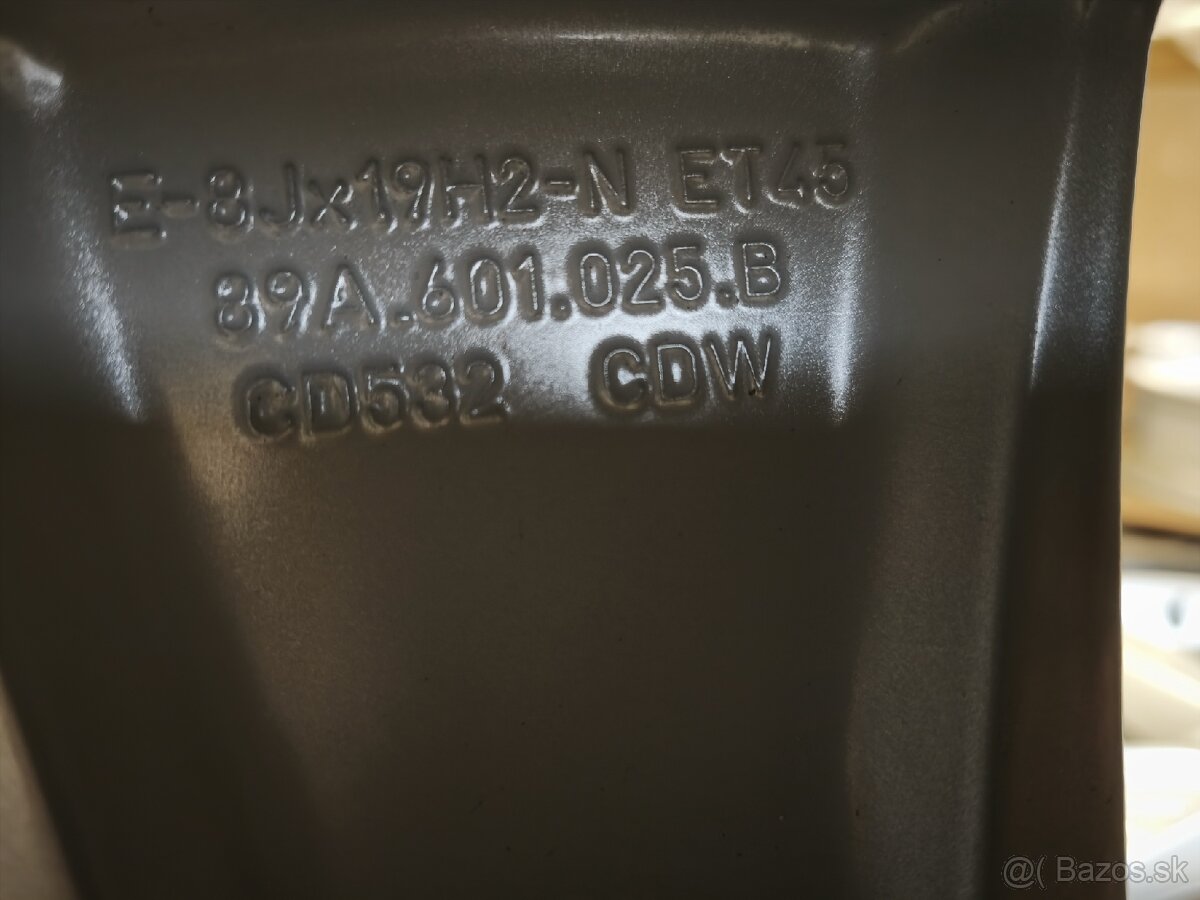 E-8Jx19H2-N ET45
89A.601.025.B
CD532 CDW
@( Bazos.sk